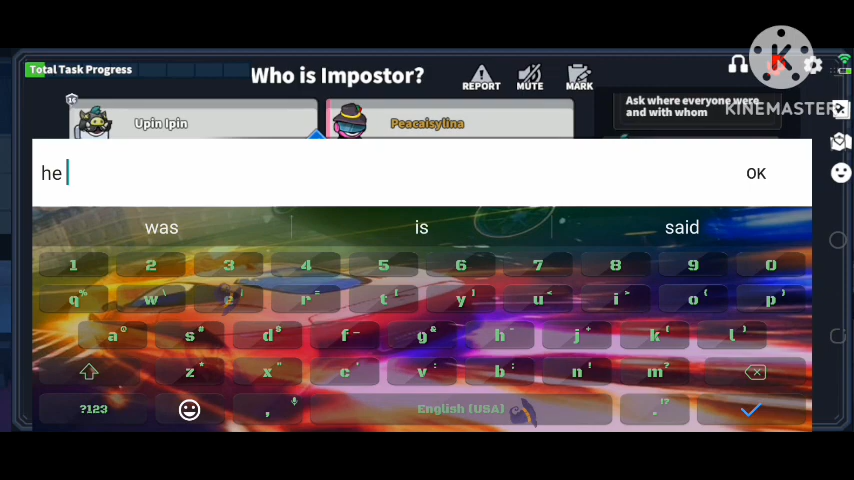 Total Task Progress
Who is Impostor?
REPORT MUTE MARK
K
KINEMASTER
16
Upin Ipin
Peacaisylina
Ask where everyone were
and with whom
he
OK
was is said
1 2 3 4 5 6 7 8 9 0
q% w\ e| r= t[ y] u< i> o( p)
a@ s# d$ f_ g& h- j+ k( l)
z* x" c' v: b; n! m?
?123 , English (USA) . !?